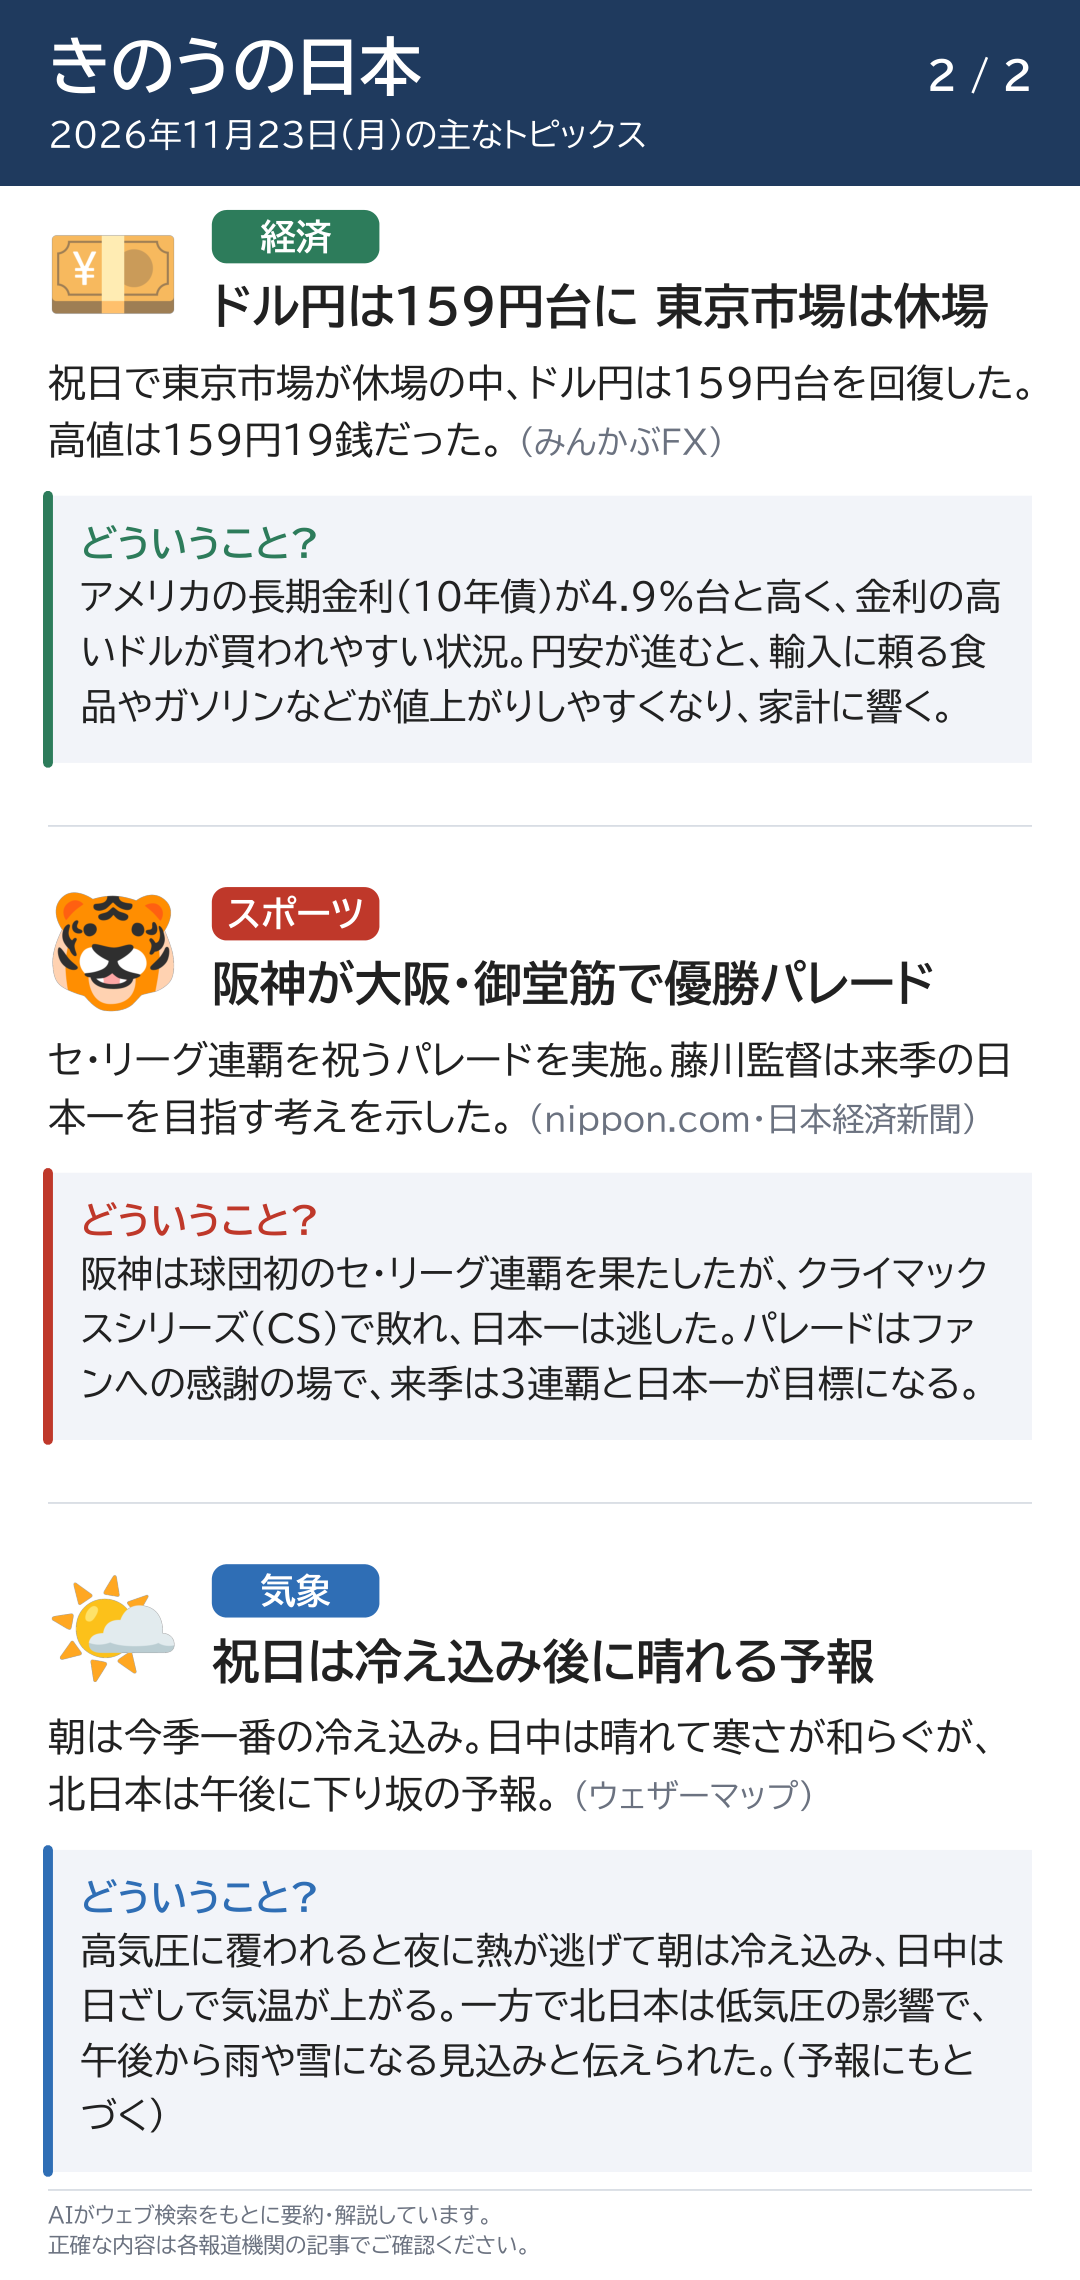 きのうの日本
2 / 2
2026年11月23日(月)の主なトピックス
経済
ドル円は159円台に 東京市場は休場
祝日で東京市場が休場の中、ドル円は159円台を回復した。
高値は159円19銭だった。（みんかぶFX）
どういうこと？
アメリカの長期金利(10年債)が4.9%台と高く、金利の高
いドルが買われやすい状況。円安が進むと、輸入に頼る食
品やガソリンなどが値上がりしやすくなり、家計に響く。
スポーツ
阪神が大阪・御堂筋で優勝パレード
セ・リーグ連覇を祝うパレードを実施。藤川監督は来季の日
本一を目指す考えを示した。（nippon.com・日本経済新聞）
どういうこと？
阪神は球団初のセ・リーグ連覇を果たしたが、クライマック
スシリーズ(CS)で敗れ、日本一は逃した。パレードはファ
ンへの感謝の場で、来季は3連覇と日本一が目標になる。
気象
祝日は冷え込み後に晴れる予報
朝は今季一番の冷え込み。日中は晴れて寒さが和らぐが、
北日本は午後に下り坂の予報。（ウェザーマップ）
どういうこと？
高気圧に覆われると夜に熱が逃げて朝は冷え込み、日中は
日ざしで気温が上がる。一方で北日本は低気圧の影響で、
午後から雨や雪になる見込みと伝えられた。(予報にもと
づく)
AIがウェブ検索をもとに要約・解説しています。
正確な内容は各報道機関の記事でご確認ください。